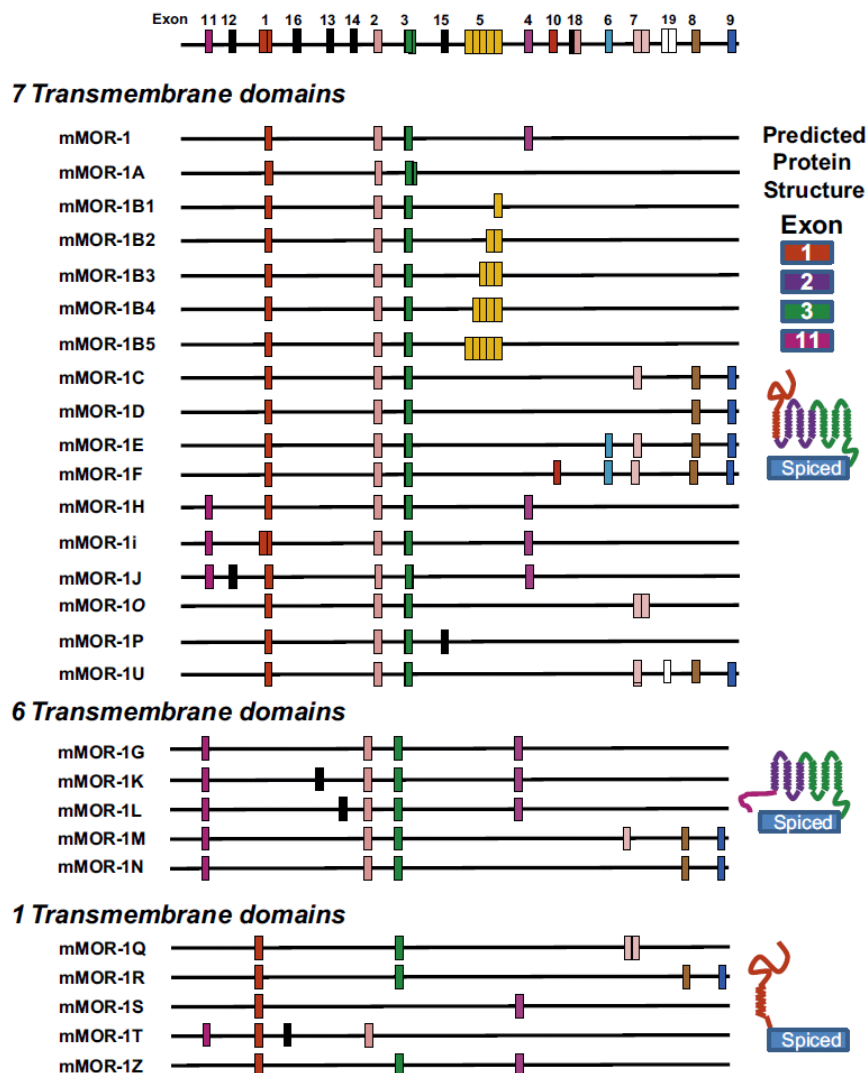 Exon 11 12 1 16 13 14 2 3 15 5 4 10 18 6 7 19 8 9
7 Transmembrane domains
mMOR-1
mMOR-1A
mMOR-1B1
mMOR-1B2
mMOR-1B3
mMOR-1B4
mMOR-1B5
mMOR-1C
mMOR-1D
mMOR-1E
mMOR-1F
mMOR-1H
mMOR-1i
mMOR-1J
mMOR-1O
mMOR-1P
mMOR-1U
Predicted
Protein
Structure
Exon
1
2
3
11
Spiced
6 Transmembrane domains
mMOR-1G
mMOR-1K
mMOR-1L
mMOR-1M
mMOR-1N
Spiced
1 Transmembrane domains
mMOR-1Q
mMOR-1R
mMOR-1S
mMOR-1T
mMOR-1Z
Spiced